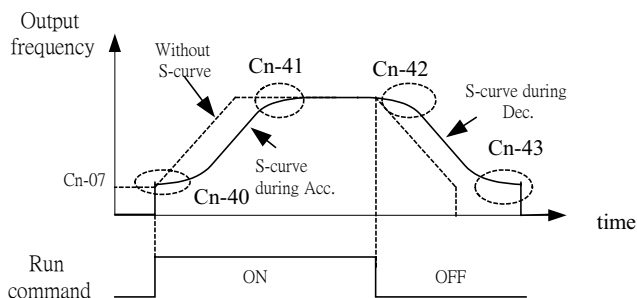 Output
frequency
Without
S-curve
Cn-41
Cn-42
S-curve during
Dec.
Cn-43
S-curve
during Acc.
Cn-07
Cn-40
time
Run
command
ON
OFF